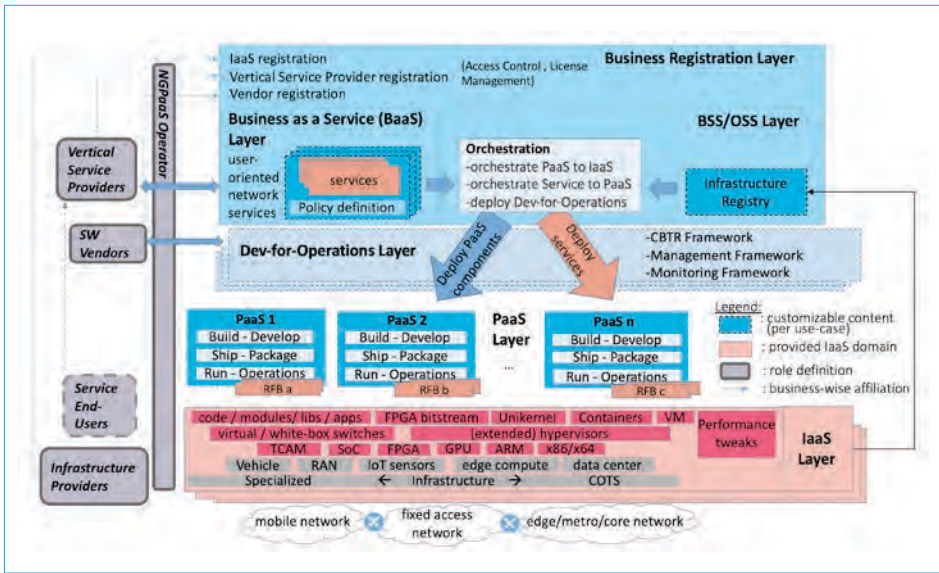 IaaS registration
Vertical Service Provider registration
Vendor registration
(Access Control , License
Management)
Business Registration Layer
NGPaaS Operator
Business as a Service (BaaS)
Layer
BSS/OSS Layer
user-
oriented
network
services
services
Policy definition
Orchestration
-orchestrate PaaS to IaaS
-orchestrate Service to PaaS
-deploy Dev-for-Operations
Infrastructure
Registry
Vertical
Service
Providers
SW
Vendors
Dev-for-Operations Layer
Deploy PaaS
components
Deploy
services
-CBTR Framework
-Management Framework
-Monitoring Framework
PaaS 1
Build - Develop
Ship - Package
Run - Operations
RFB a
PaaS 2
Build - Develop
Ship - Package
Run - Operations
RFB b
PaaS
Layer
...
PaaS n
Build - Develop
Ship - Package
Run - Operations
RFB c
Legend:
: customizable content
(per use-case)
: provided IaaS domain
: role definition
: business-wise affiliation
Service
End-
Users
Infrastructure
Providers
code / modules/ libs / apps
FPGA bitstream
Unikernel
Containers
VM
virtual / white-box switches
(extended) hypervisors
Performance
tweaks
TCAM
SoC
FPGA
GPU
ARM
x86/x64
IaaS
Layer
Vehicle
RAN
IoT sensors
edge compute
data center
Specialized
← Infrastructure →
COTS
mobile network
fixed access
network
edge/metro/core network